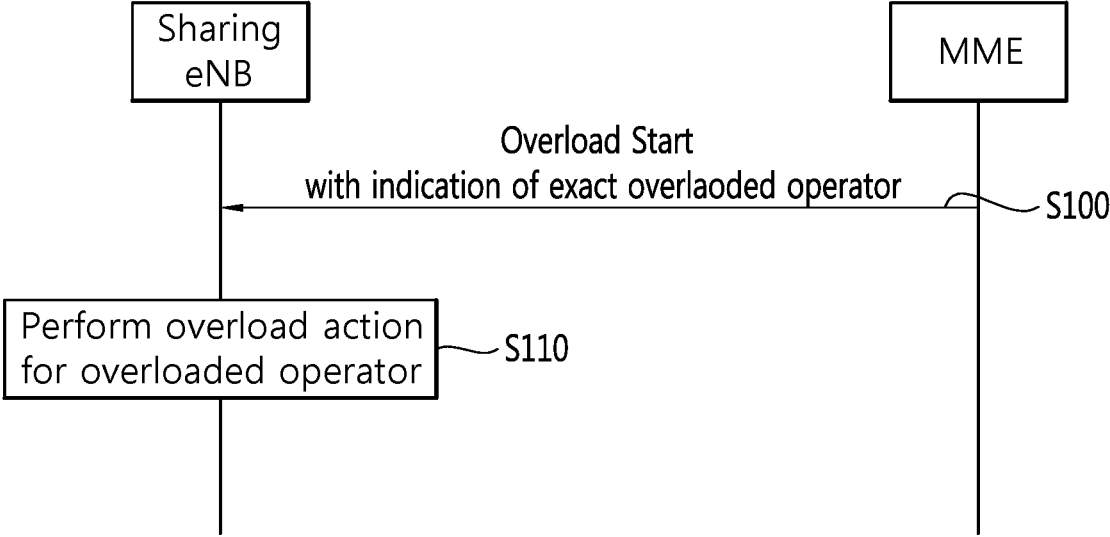 Sharing
eNB
MME
Overload Start
with indication of exact overlaoded operator
S100
Perform overload action
for overloaded operator
S110